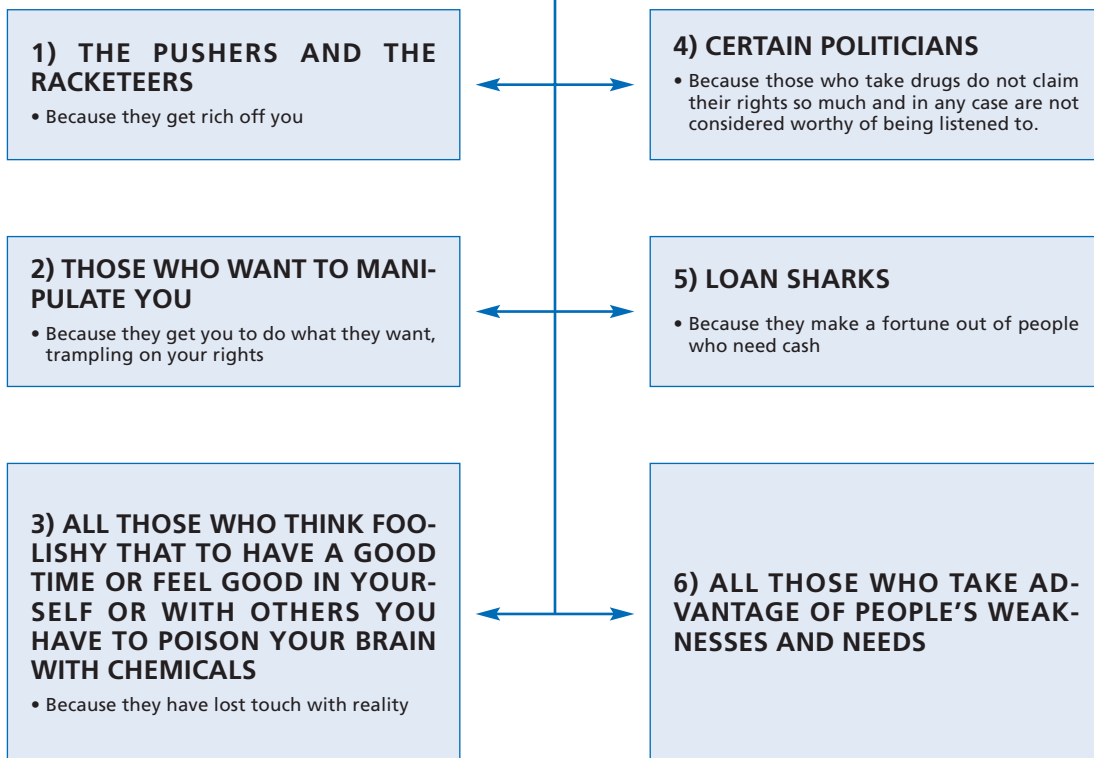 1) THE PUSHERS AND THE
RACKETEERS
• Because they get rich off you
2) THOSE WHO WANT TO MANI-
PULATE YOU
• Because they get you to do what they want,
trampling on your rights
3) ALL THOSE WHO THINK FOO-
LISHY THAT TO HAVE A GOOD
TIME OR FEEL GOOD IN YOUR-
SELF OR WITH OTHERS YOU
HAVE TO POISON YOUR BRAIN
WITH CHEMICALS
• Because they have lost touch with reality
4) CERTAIN POLITICIANS
• Because those who take drugs do not claim
their rights so much and in any case are not
considered worthy of being listened to.
5) LOAN SHARKS
• Because they make a fortune out of people
who need cash
6) ALL THOSE WHO TAKE AD-
VANTAGE OF PEOPLE'S WEAK-
NESSES AND NEEDS